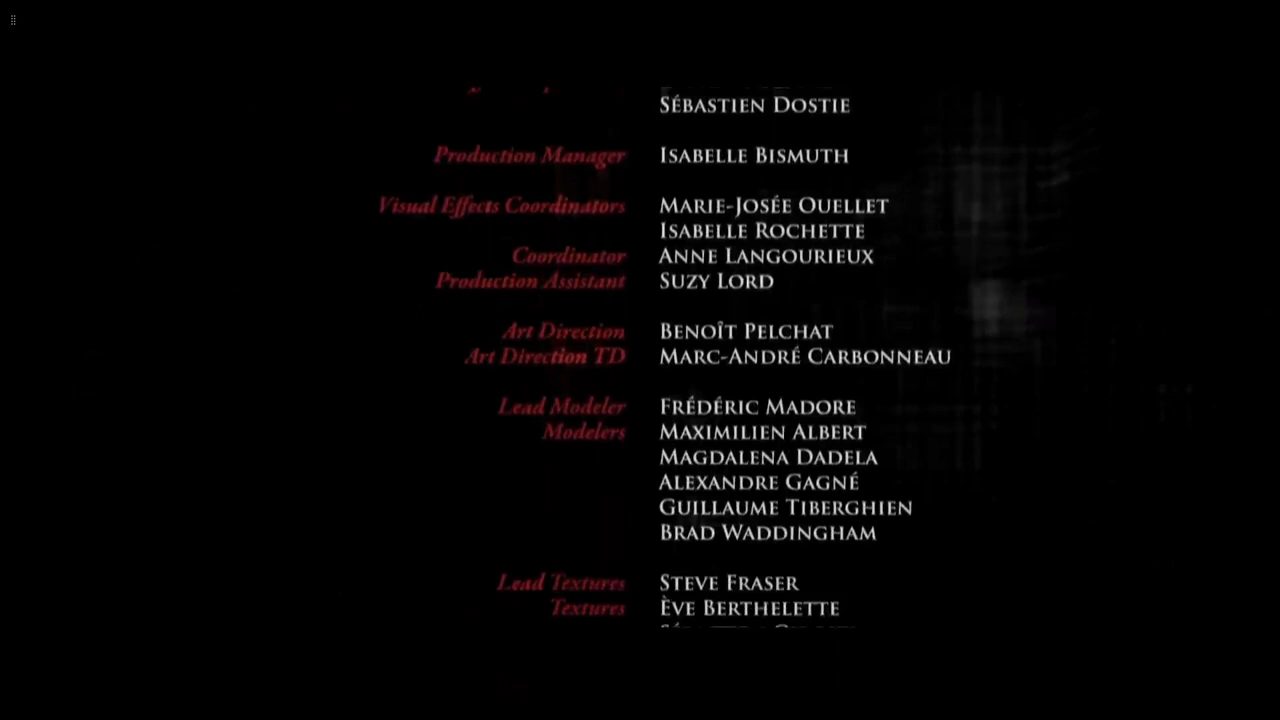 SÉBASTIEN DOSTIE
Production Manager ISABELLE BISMUTH
Visual Effects Coordinators MARIE-JOSÉE OUELLET
ISABELLE ROCHETTE
Coordinator ANNE LANGOURIEUX
Production Assistant SUZY LORD
Art Direction BENOÎT PELCHAT
Art Direction TD MARC-ANDRÉ CARBONNEAU
Lead Modeler FRÉDÉRIC MADORE
Modelers MAXIMILIEN ALBERT
MAGDALENA DADELA
ALEXANDRE GAGNÉ
GUILLAUME TIBERGHIEN
BRAD WADDINGHAM
Lead Textures STEVE FRASER
Textures ÈVE BERTHELETTE